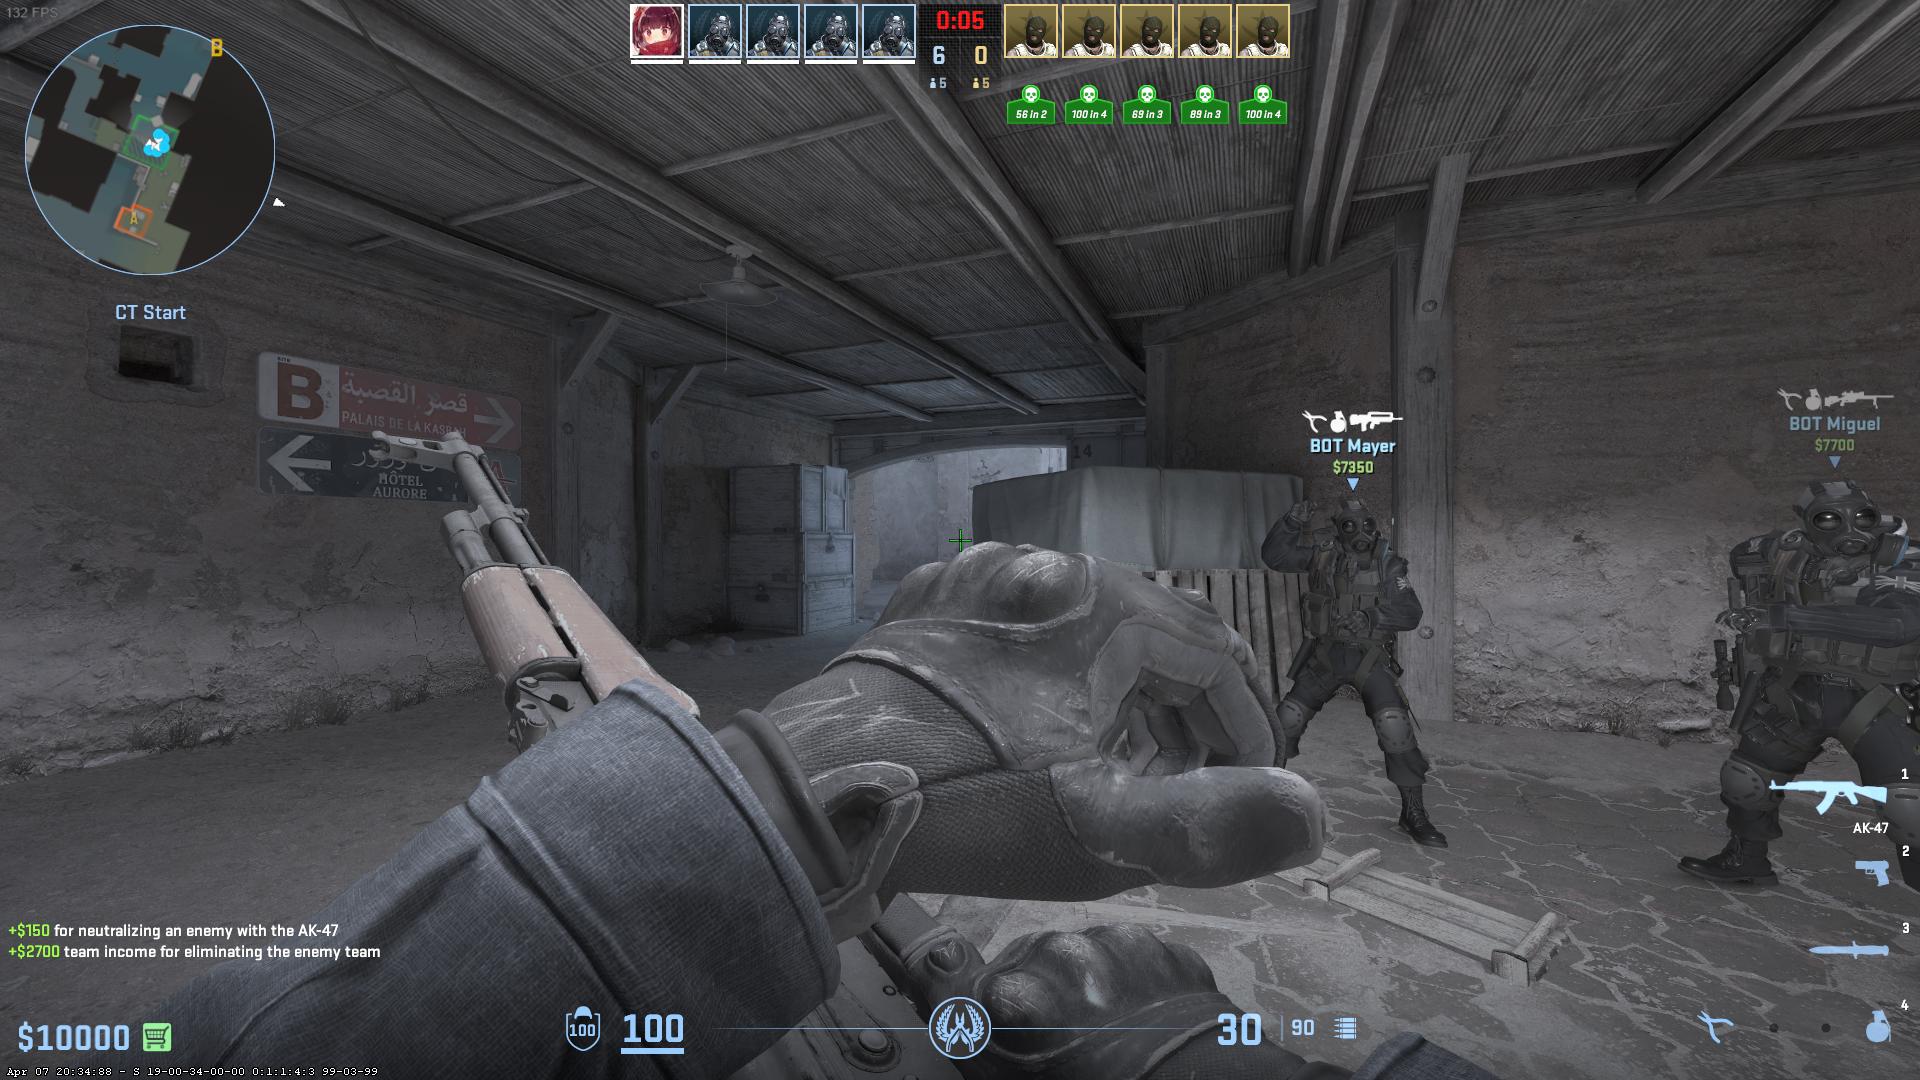 132 FPS
0:05
6 0
5 5
B
56 in 2
100 in 4
69 in 3
89 in 3
100 in 4
A
CT Start
B
قصر القصبة
PALAIS DE LA KASBAH
HÔTEL
AURORE
14
BOT Mayer
$7350
BOT Miguel
$7700
1
AK-47
2
3
4
+$150 for neutralizing an enemy with the AK-47
+$2700 team income for eliminating the enemy team
$10000
100
100
30
90
Apr 07 20:34:88 - S 19-00-34-00-00 0:1:1:4:3 99-03-99